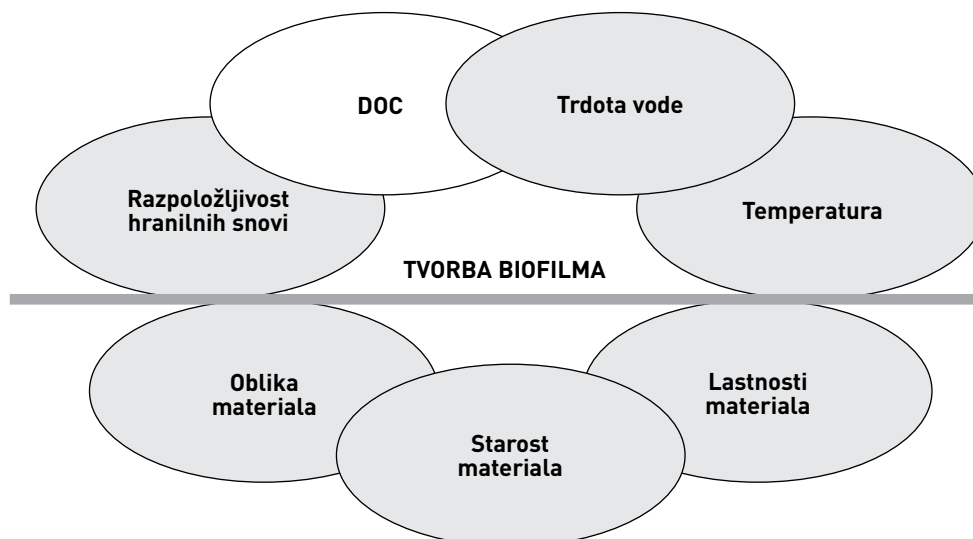 DOC
Trdota vode
Razpoložljivost
hranilnih snovi
Temperatura
TVORBA BIOFILMA
Oblika
materiala
Lastnosti
materiala
Starost
materiala